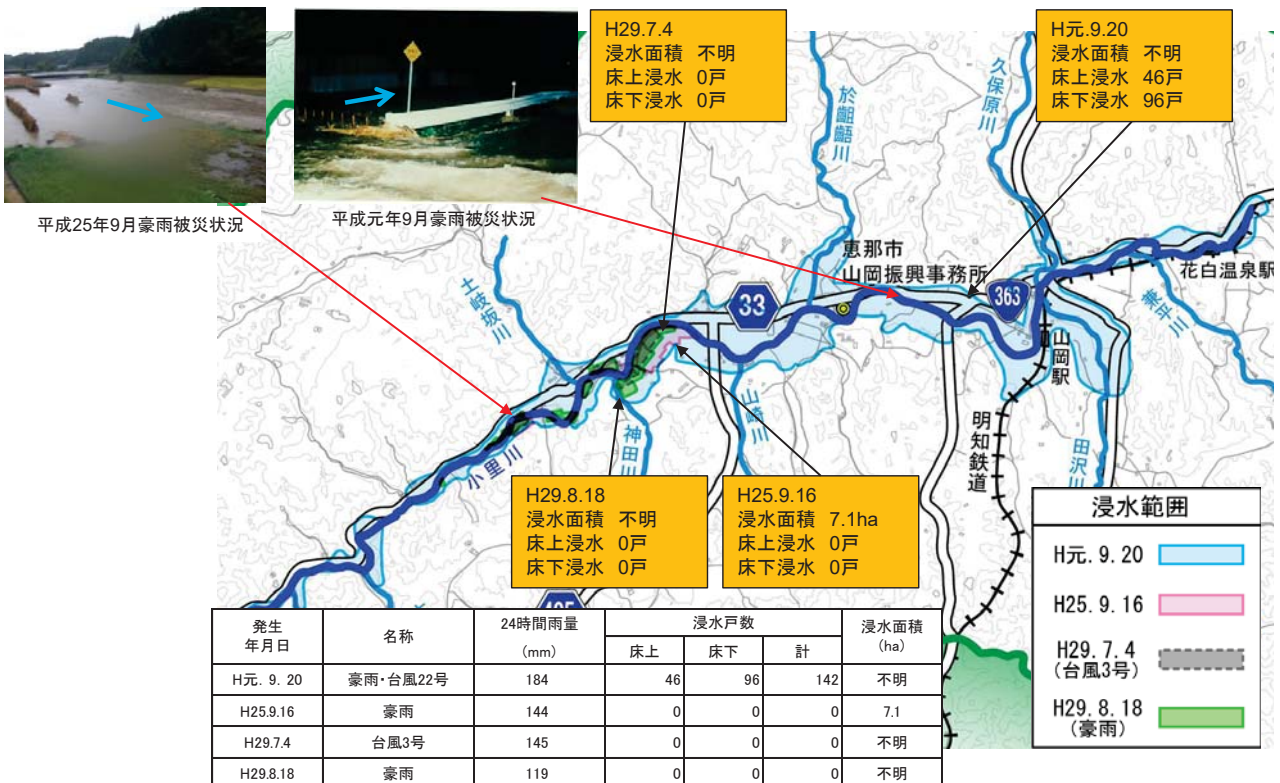 H29.7.4
浸水面積 不明
床上浸水 0戸
床下浸水 0戸
H元.9.20
浸水面積 不明
床上浸水 46戸
床下浸水 96戸
平成25年9月豪雨被災状況
平成元年9月豪雨被災状況
於齟齬川
久保原川
恵那市
山岡振興事務所
花白温泉駅
33
363
土岐坂川
兼平川
山岡駅
山崎川
神田川
小里川
明知鉄道
田沢川
H29.8.18
浸水面積 不明
床上浸水 0戸
床下浸水 0戸
H25.9.16
浸水面積 7.1ha
床上浸水 0戸
床下浸水 0戸
浸水範囲
H元.9.20
H25.9.16
H29.7.4
(台風3号)
H29.8.18
(豪雨)
発生年月日 名称 24時間雨量(mm) 浸水戸数 浸水面積(ha)
床上 床下 計
H元. 9. 20 豪雨・台風22号 184 46 96 142 不明
H25.9.16 豪雨 144 0 0 0 7.1
H29.7.4 台風3号 145 0 0 0 不明
H29.8.18 豪雨 119 0 0 0 不明